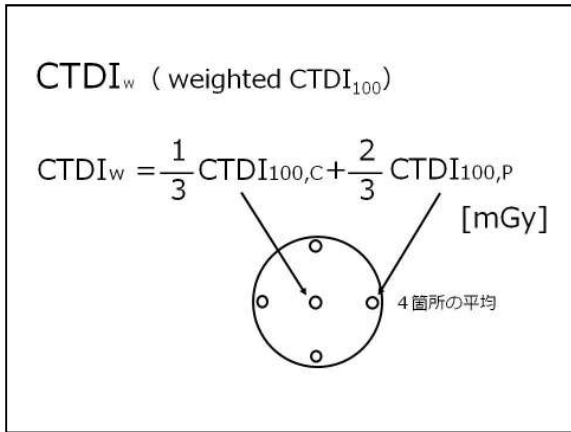 CTDIw ( weighted CTDI100)
CTDIw = 1/3 CTDI100,C + 2/3 CTDI100,P
[mGy]
4箇所の平均